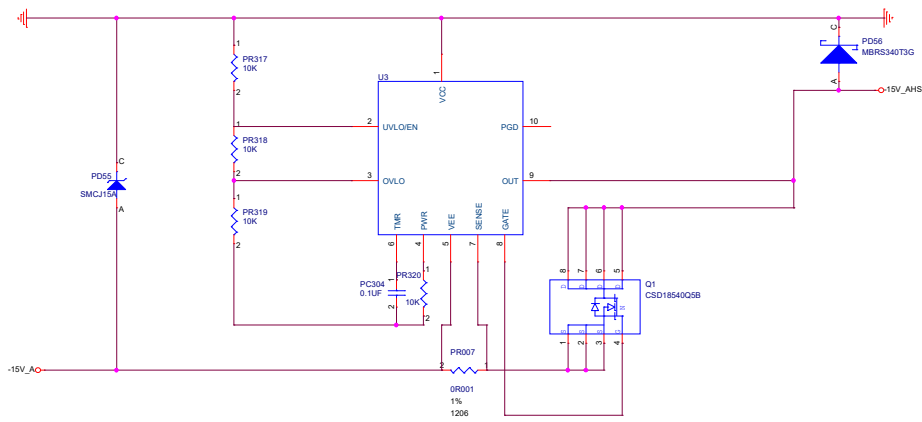 C
PD56
MBRS340T3G
A
-15V_AHS
1
PR317
10K
2
U3
1
VCC
2
UVLO/EN
PGD
10
1
PR318
10K
2
3
OVLO
OUT
9
C
PD55
SMCJ15A
A
1
PR319
10K
2
TMR
PWR
VEE
SENSE
GATE
6
4
5
7
8
1
PC304
0.1UF
2
1
PR320
10K
2
8
7
6
5
D
D
D
D
Q1
CSD18540Q5B
N
S
S
S
G
1
2
3
4
-15V_A
PR007
2
1
0R001
1%
1206